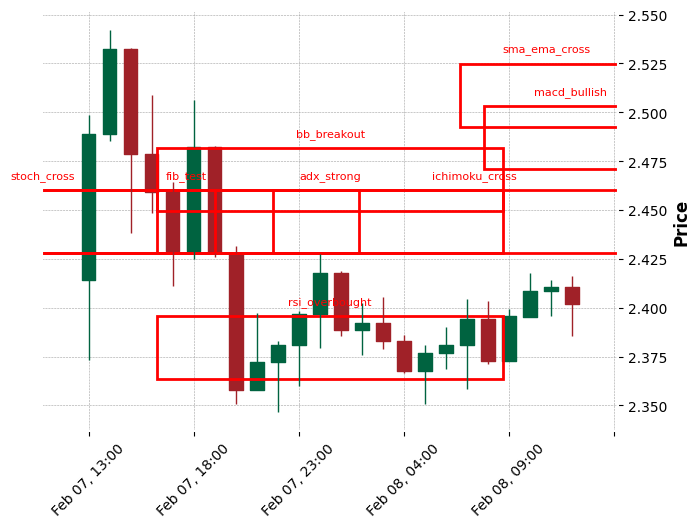 2.550
2.525
2.500
2.475
2.450
2.425
2.400
2.375
2.350
Price
sma_ema_cross
macd_bullish
bb_breakout
stoch_cross
fib_test
adx_strong
ichimoku_cross
rsi_overbought
Feb 07, 13:00
Feb 07, 18:00
Feb 07, 23:00
Feb 08, 04:00
Feb 08, 09:00